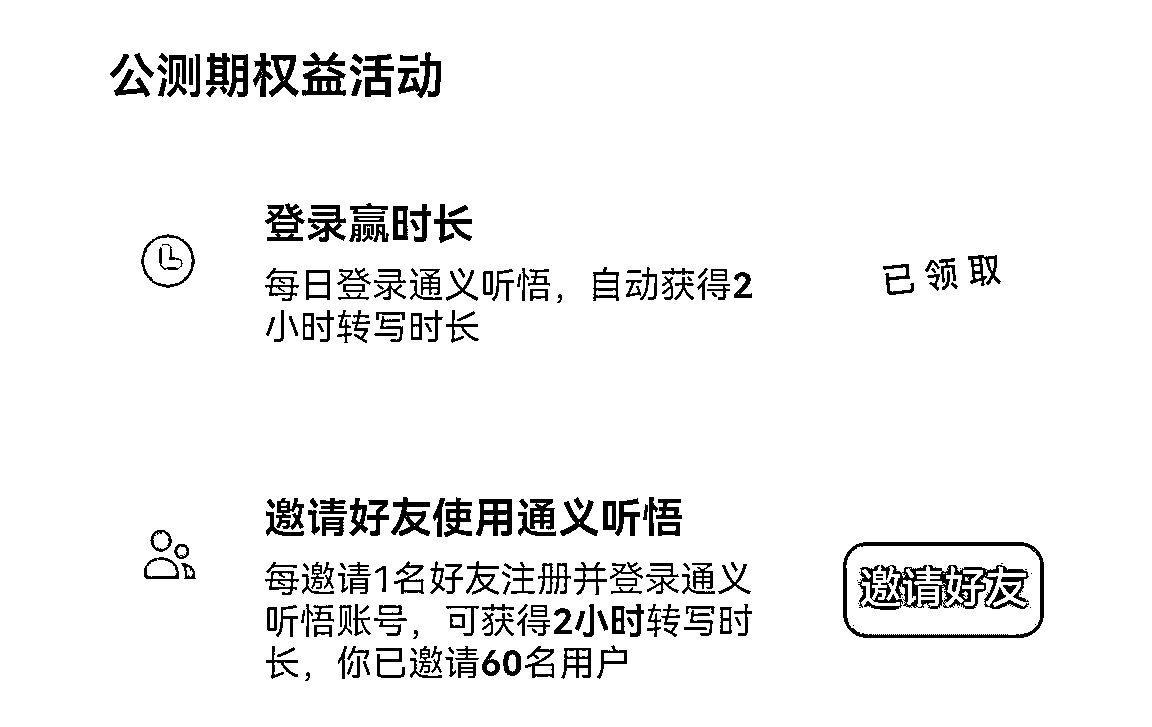 公测期权益活动
登录赢时长
每日登录通义听悟，自动获得2
小时转写时长
已领取
邀请好友使用通义听悟
每邀请1名好友注册并登录通义
听悟账号，可获得2小时转写时
长，你已邀请60名用户
邀请好友